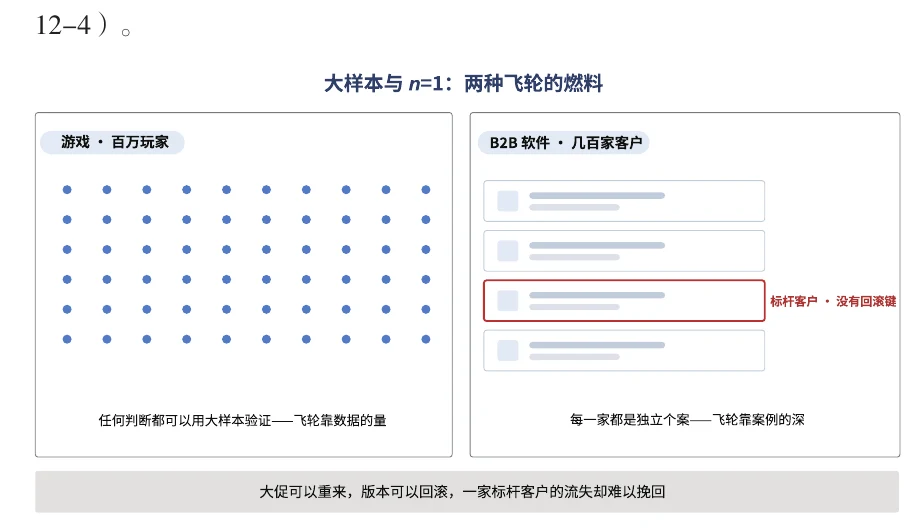 12–4）。
大样本与 n=1：两种飞轮的燃料
游戏 · 百万玩家
任何判断都可以用大样本验证——飞轮靠数据的量
B2B 软件 · 几百家客户
标杆客户 · 没有回滚键
每一家都是独立个案——飞轮靠案例的深
大促可以重来，版本可以回滚，一家标杆客户的流失却难以挽回